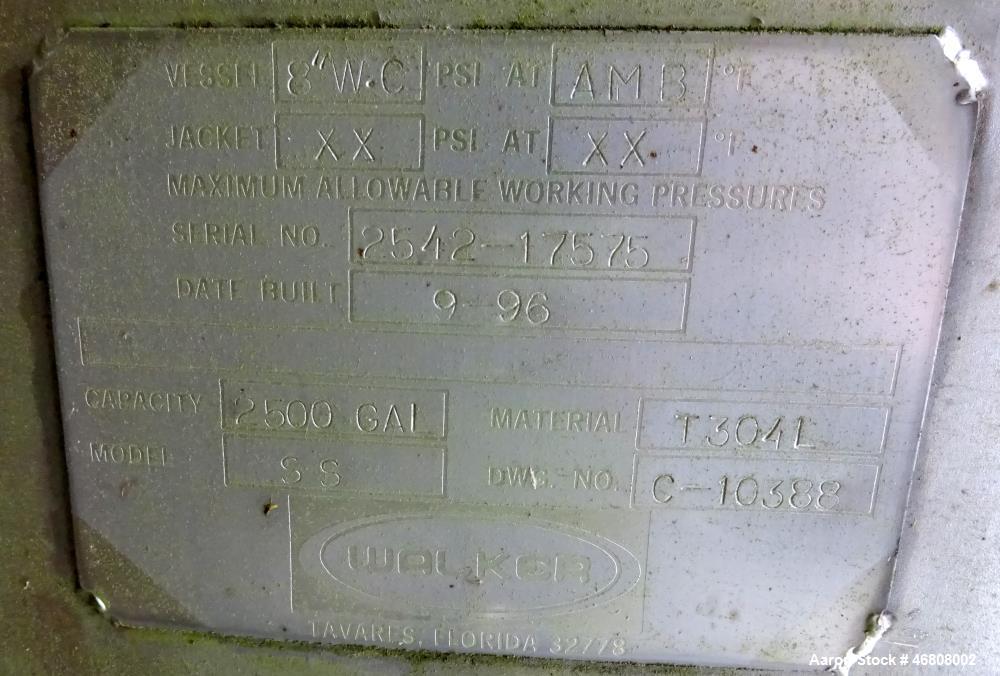 VESSEL 8"W.C PSI AT AMB °F
JACKET XX PSI AT XX °F
MAXIMUM ALLOWABLE WORKING PRESSURES
SERIAL NO. 2542-17575
DATE BUILT 9-96
CAPACITY 2500 GAL MATERIAL T304L
MODEL SS DWG. NO. C-10388
WALKER
TAVARES, FLORIDA 32778
Aaron Stock # 46808002